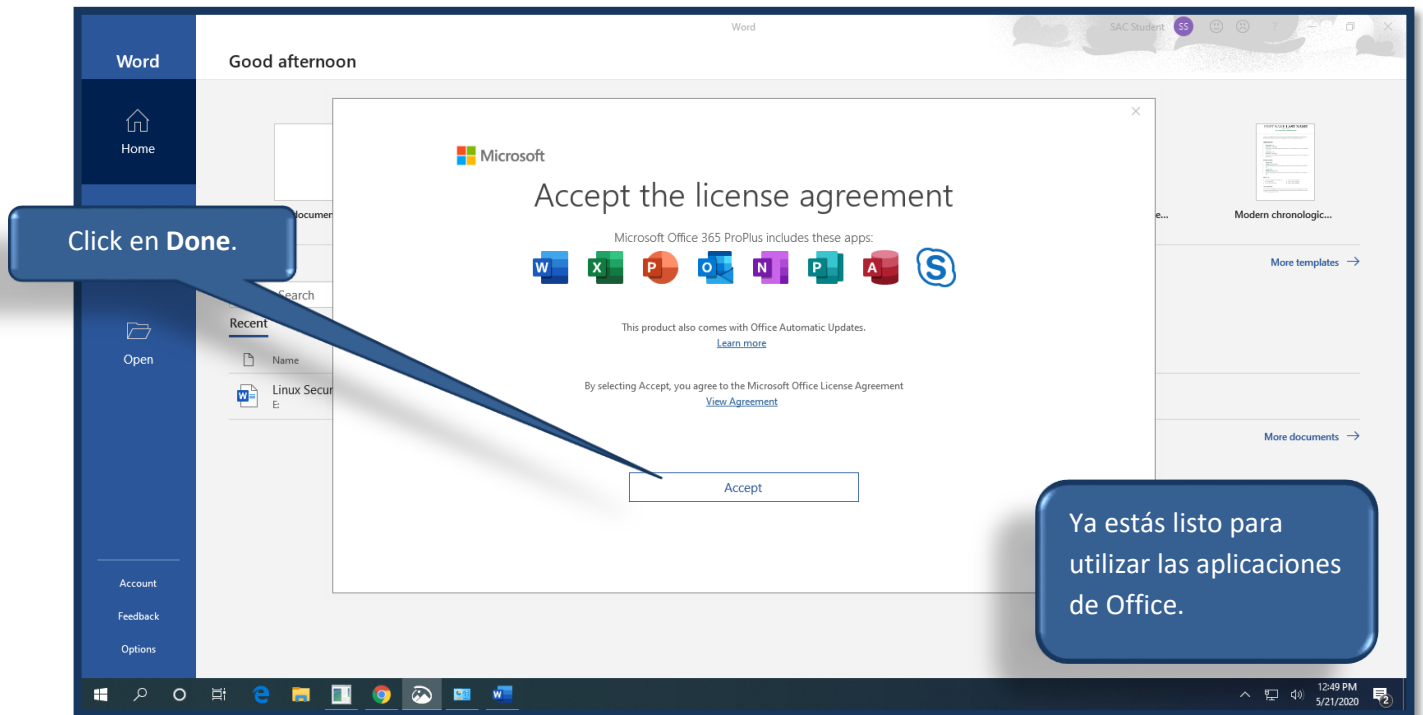 Word
SAC Student SS
Word
Good afternoon
Home
Microsoft
Accept the license agreement
Microsoft Office 365 ProPlus includes these apps:
W X P O N P A S
Modern chronologic...
Click en Done.
More templates
Search
Recent
This product also comes with Office Automatic Updates.
Learn more
Open
Name
Linux Secur
E:
By selecting Accept, you agree to the Microsoft Office License Agreement
View Agreement
More documents
Accept
Ya estás listo para
utilizar las aplicaciones
de Office.
Account
Feedback
Options
12:49 PM
5/21/2020
2